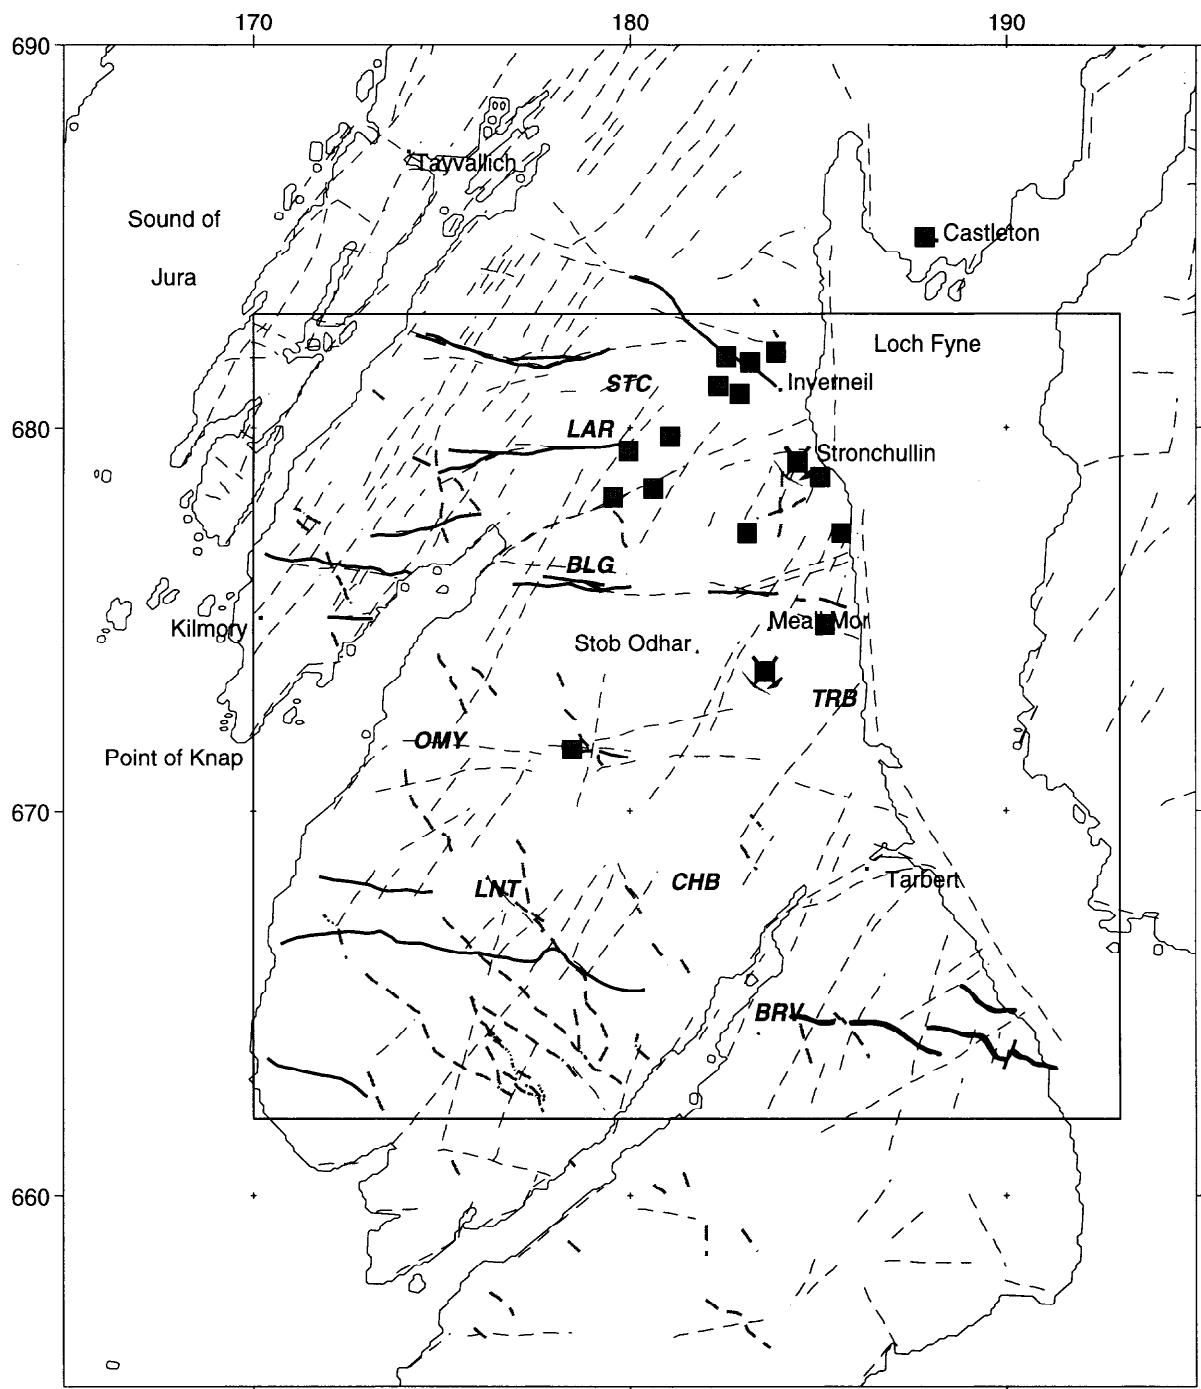 170 180 190
690
Tayvallich
Sound of
Castleton
Jura
Loch Fyne
STC
Inverneil
680
LAR
Stronchullin
BLG
Kilmory
Meall Mor
Stob Odhar
TRB
OMY
Point of Knap
670
LNT
CHB
Tarbert
BRV
660